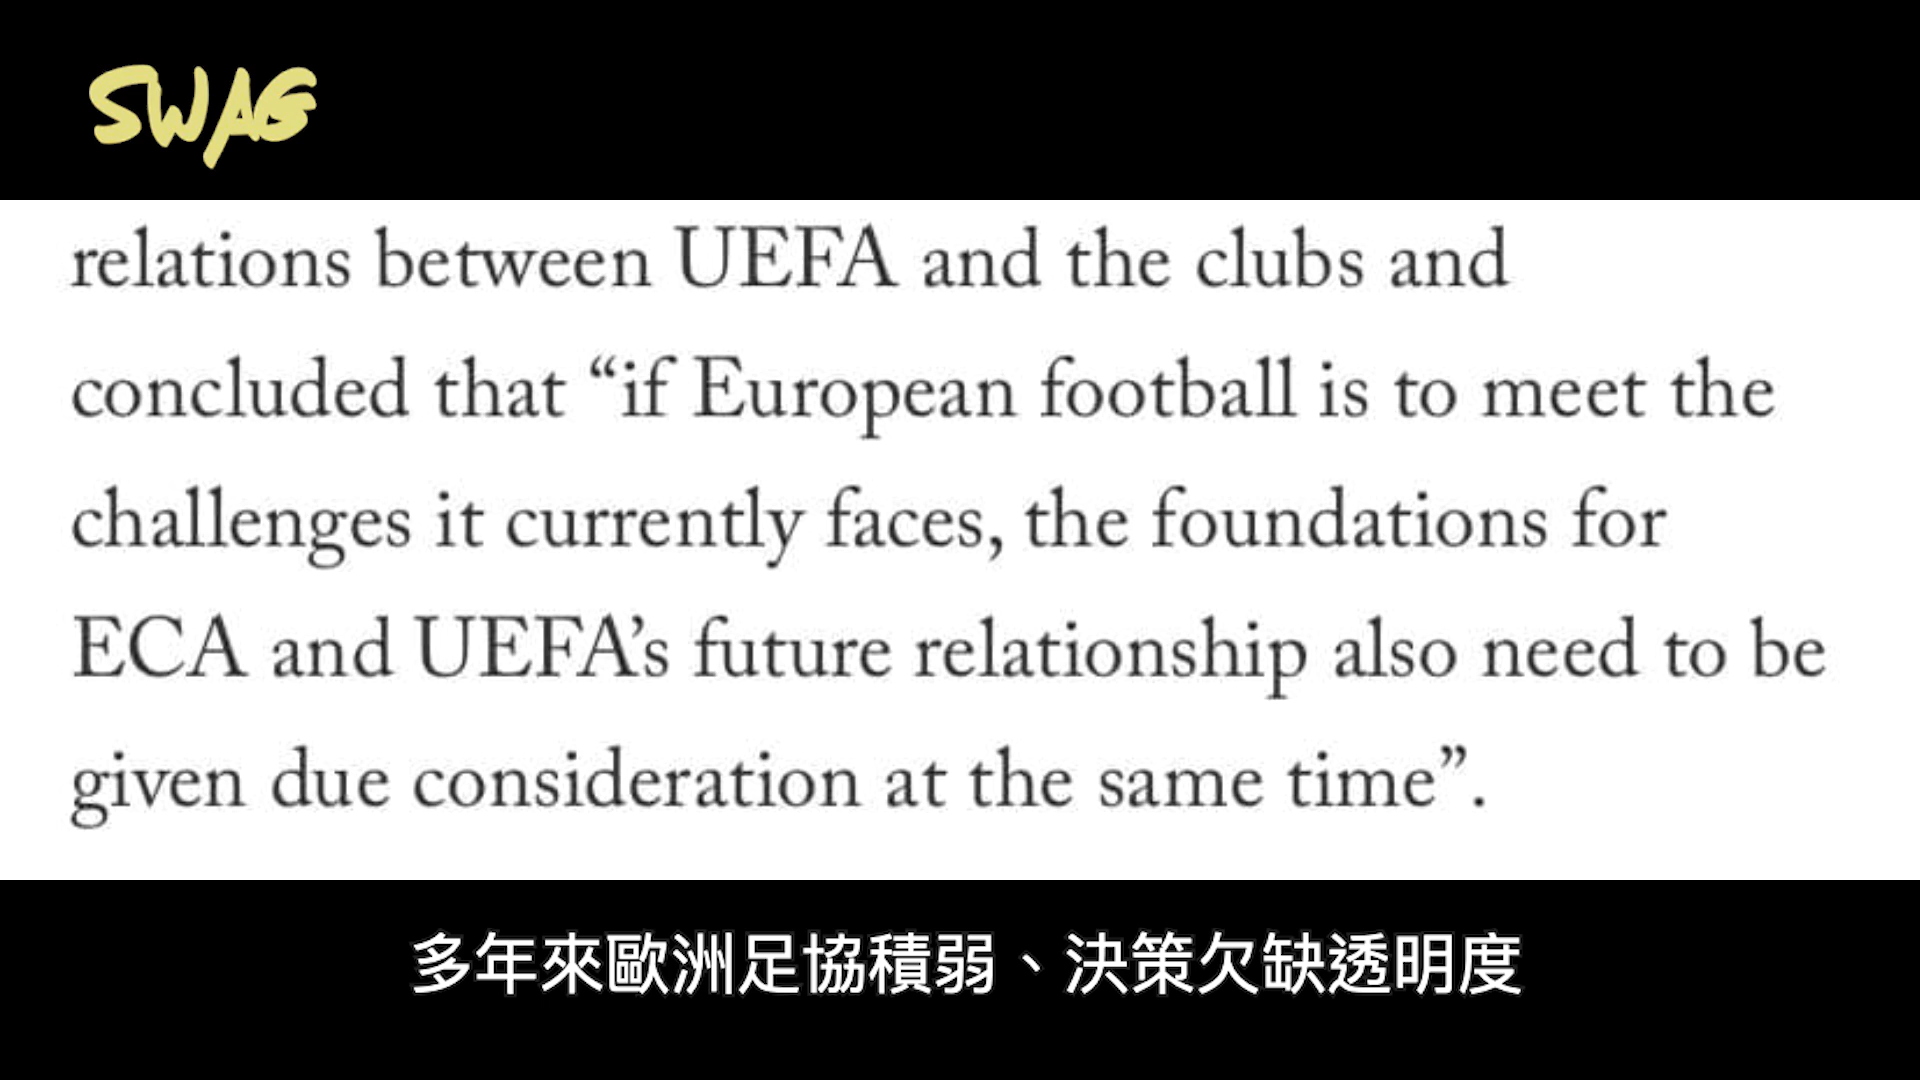 SWAG
relations between UEFA and the clubs and
concluded that “if European football is to meet the
challenges it currently faces, the foundations for
ECA and UEFA’s future relationship also need to be
given due consideration at the same time”.
多年來歐洲足協積弱、決策欠缺透明度